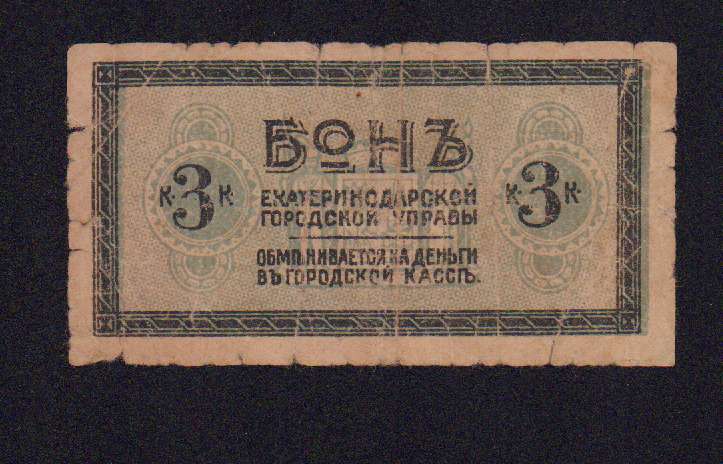 БОНЪ
К. 3 К.
ЕКАТЕРИНОДАРСКОЙ
ГОРОДСКОЙ УПРАВЫ
К. 3 К.
ОБМѢНИВАЕТСЯ НА ДЕНЬГИ
ВЪ ГОРОДСКОЙ КАССѢ.